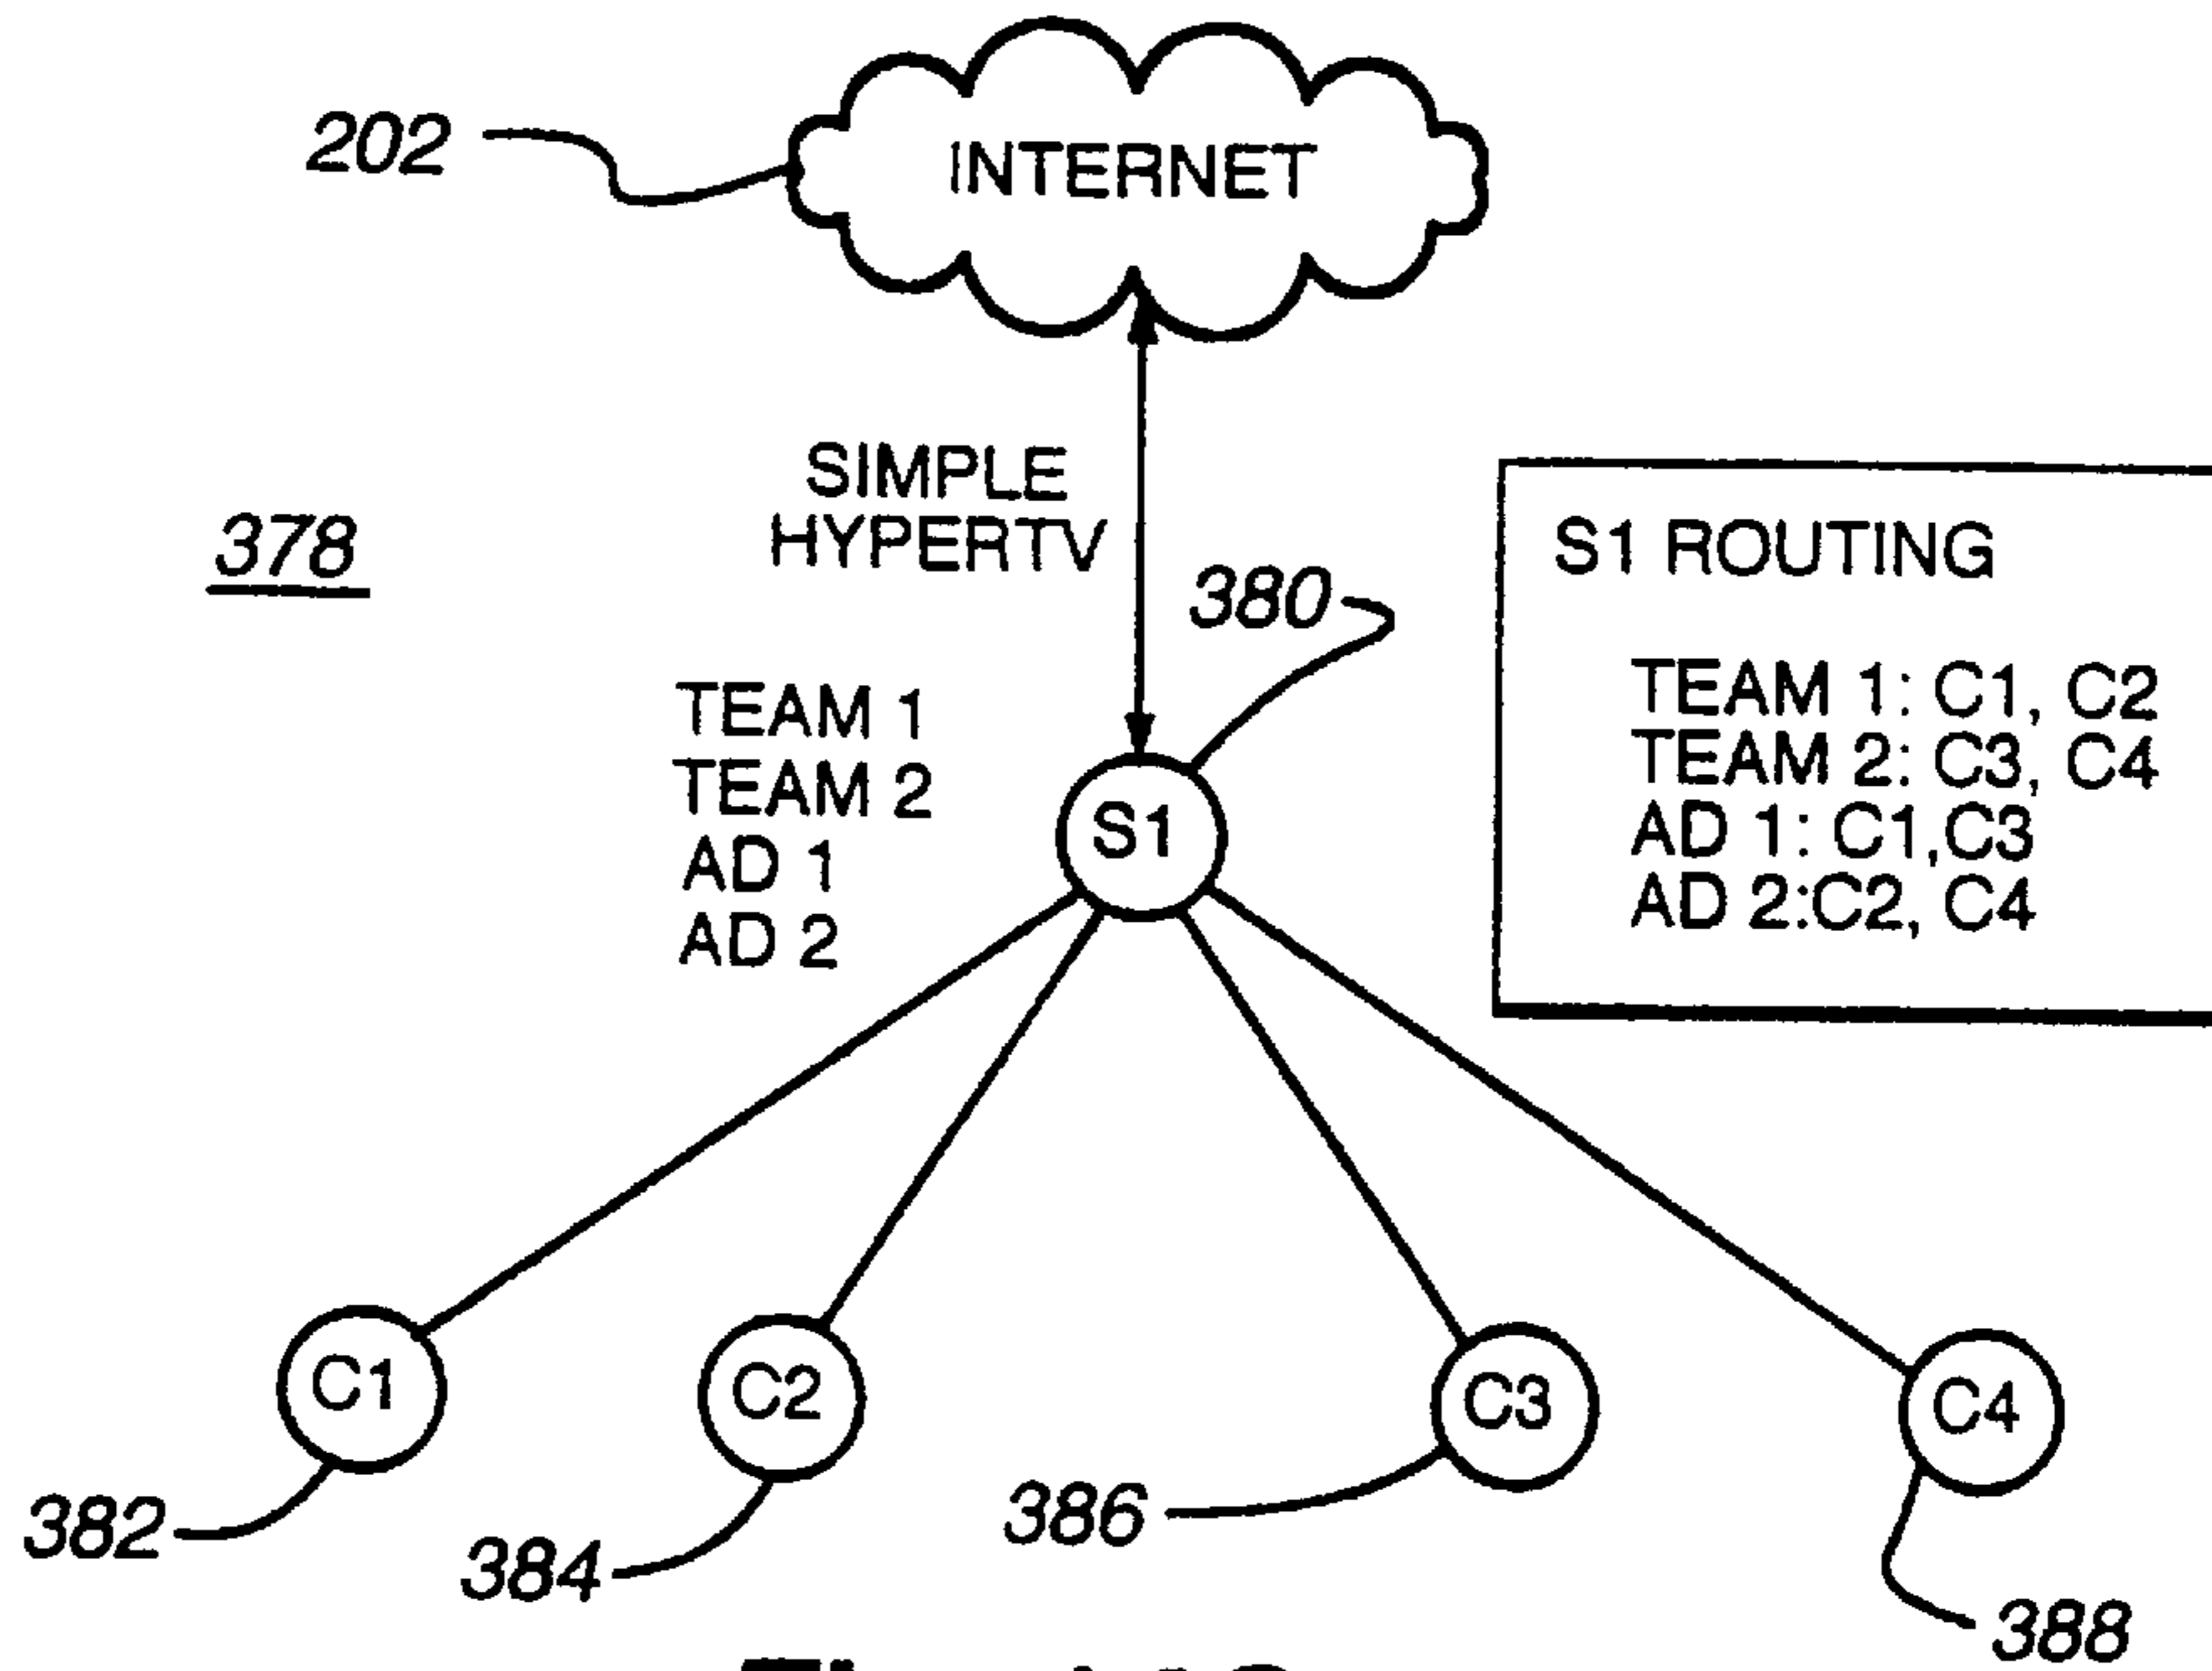 INTERNET
202
SIMPLE
HYPERTV
378
380
S1 ROUTING
TEAM 1: C1, C2
TEAM 2: C3, C4
AD 1: C1,C3
AD 2:C2, C4
TEAM 1
TEAM 2
AD 1
AD 2
S1
C1
C2
C3
C4
382
384
386
388